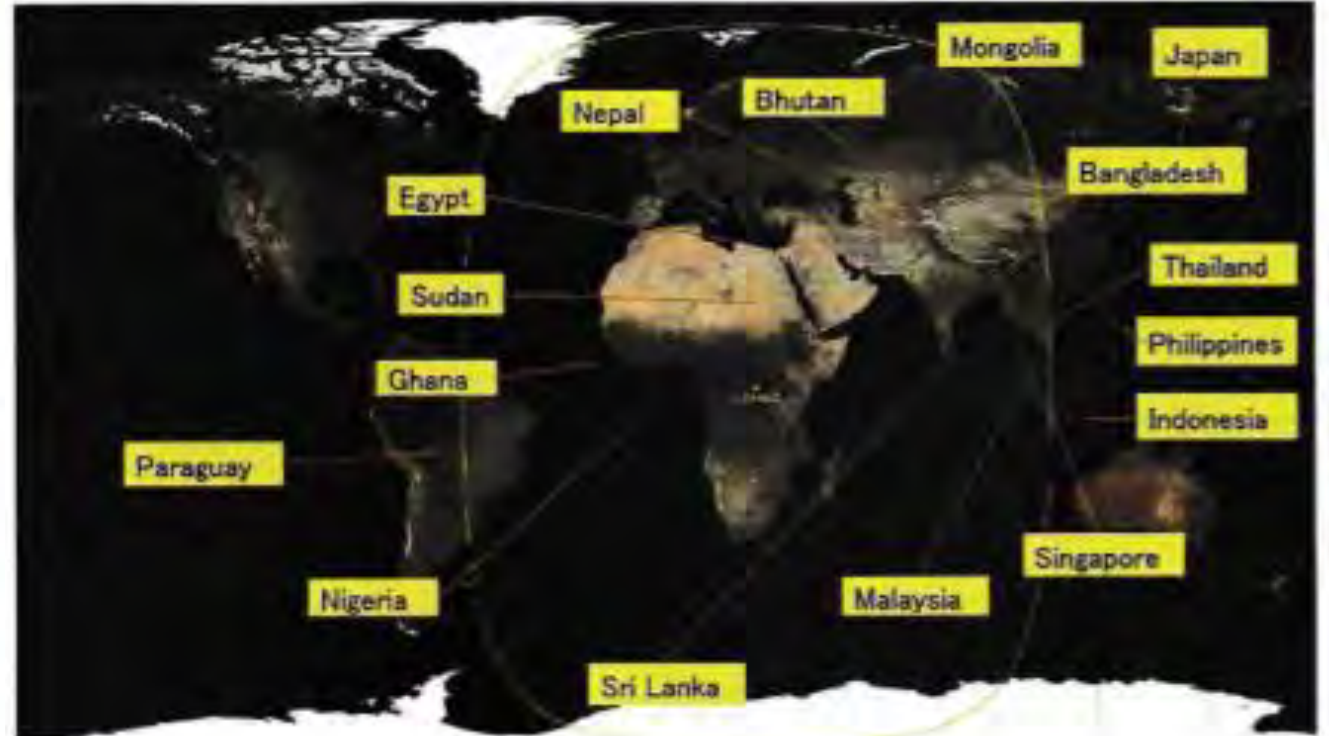 Mongolia
Japan
Nepal
Bhutan
Bangladesh
Egypt
Thailand
Sudan
Philippines
Ghana
Indonesia
Paraguay
Singapore
Nigeria
Malaysia
Sri Lanka